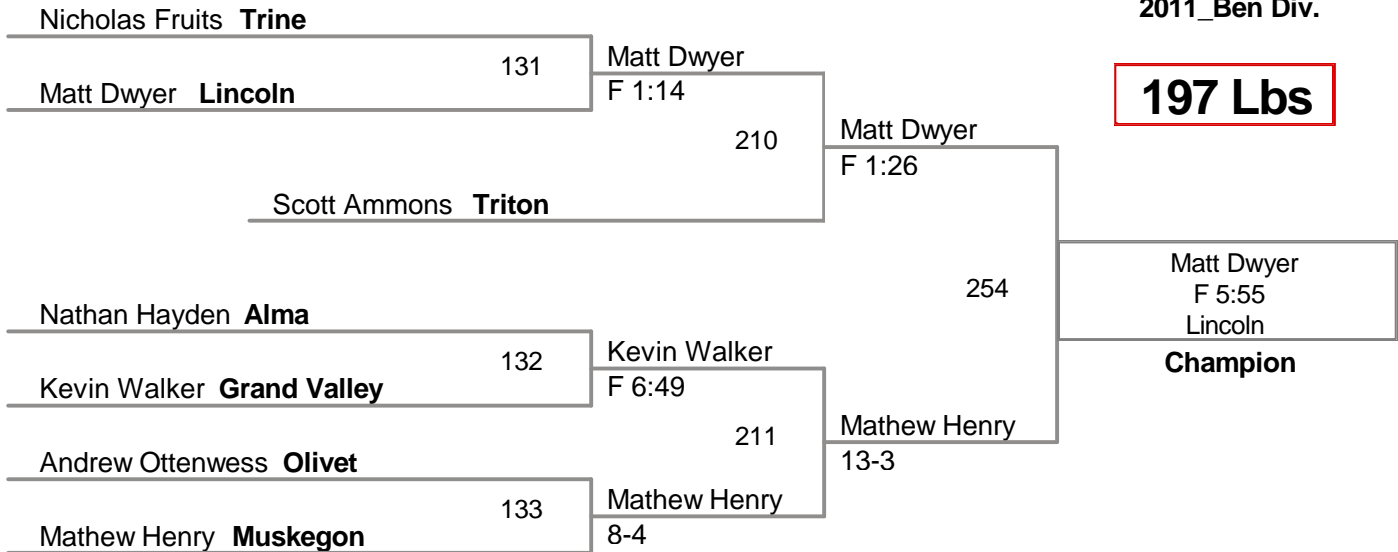 2011_Ben Div.
197 Lbs
Nicholas Fruits Trine
131
Matt Dwyer Lincoln
Matt Dwyer
F 1:14
210
Scott Ammons Triton
Matt Dwyer
F 1:26
254
Matt Dwyer
F 5:55
Lincoln
Champion
Nathan Hayden Alma
132
Kevin Walker Grand Valley
Kevin Walker
F 6:49
211
Andrew Ottenwess Olivet
133
Mathew Henry Muskegon
Mathew Henry
8-4
Mathew Henry
13-3